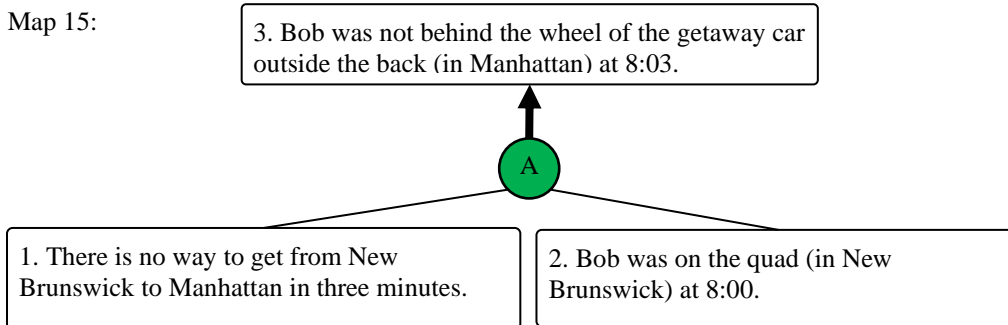 Map 15:
3. Bob was not behind the wheel of the getaway car
outside the back (in Manhattan) at 8:03.
A
1. There is no way to get from New
Brunswick to Manhattan in three minutes.
2. Bob was on the quad (in New
Brunswick) at 8:00.